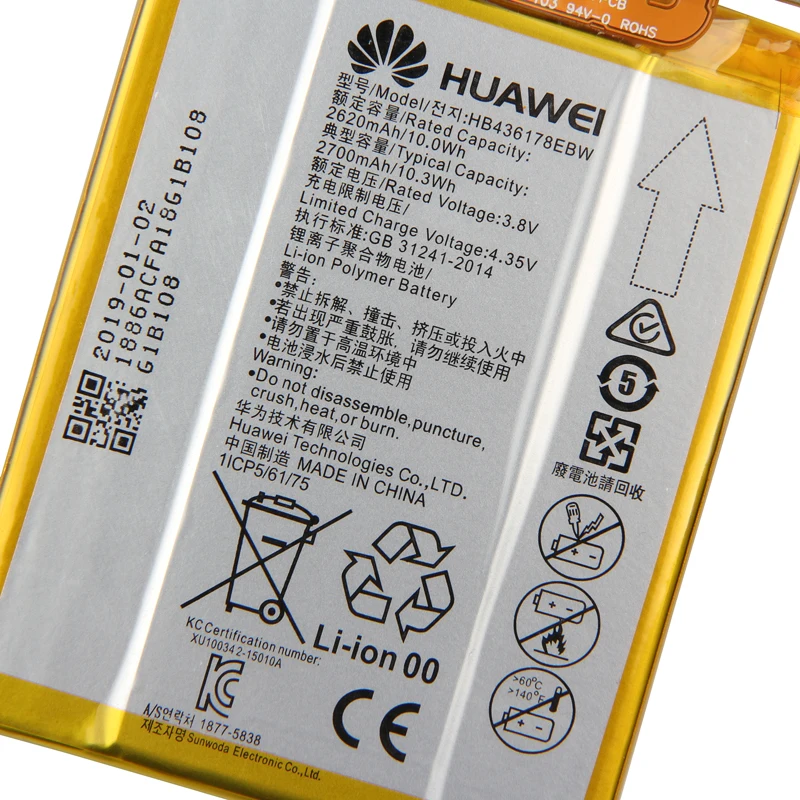 PCB
103 94V-0 ROHS
HUAWEI
型号/Model/전지:HB436178EBW
额定容量/Rated Capacity:
2620mAh/10.0Wh
典型容量/Typical Capacity:
2700mAh/10.3Wh
额定电压/Rated Voltage:3.8V
充电限制电压/
Limited Charge Voltage:4.35V
执行标准:GB 31241-2014
锂离子聚合物电池/
Li-ion Polymer Battery
警告:
•禁止拆解、撞击、挤压或投入火中
•若出现严重鼓胀、请勿继续使用
•请勿置于高温环境中
•电池浸水后禁止使用
Warning:
•Do not disassemble,puncture,
crush,heat,or burn.
华为技术有限公司
Huawei Technologies Co.,LTD.
中国制造 MADE IN CHINA
1ICP5/61/75
2019-01-02
1886ACFA18G1B108
G1B108
5
廢電池請回收
>60°C
>140°F
Li-ion 00
KC Certification number:
XU10034 2-15010A
A/S연락처 1877-5838
제조자명 Sunwoda Electronic Co.,Ltd.
CE